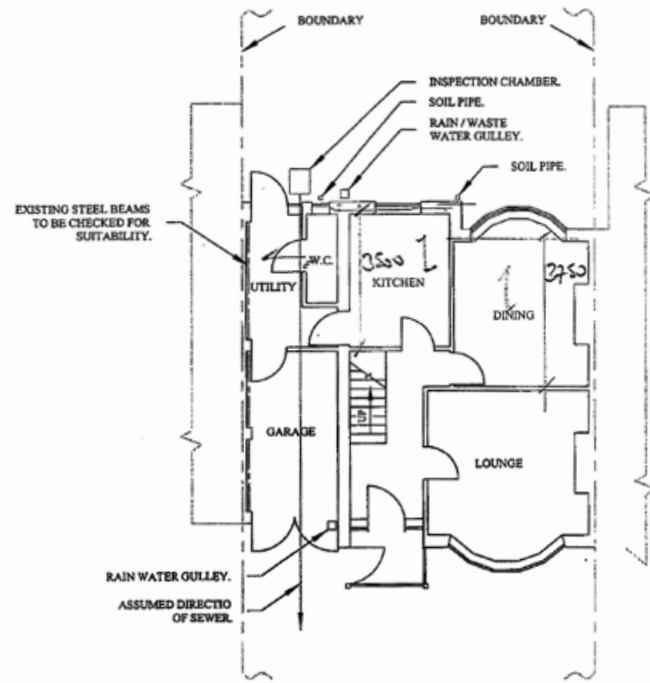 BOUNDARY
BOUNDARY
INSPECTION CHAMBER.
SOIL PIPE.
RAIN / WASTE
WATER GULLEY.
SOIL PIPE.
EXISTING STEEL BEAMS
TO BE CHECKED FOR
SUITABILITY.
W.C.
3500
3750
UTILITY
KITCHEN
DINING
UP
GARAGE
LOUNGE
RAIN WATER GULLEY.
ASSUMED DIRECTIO
OF SEWER.